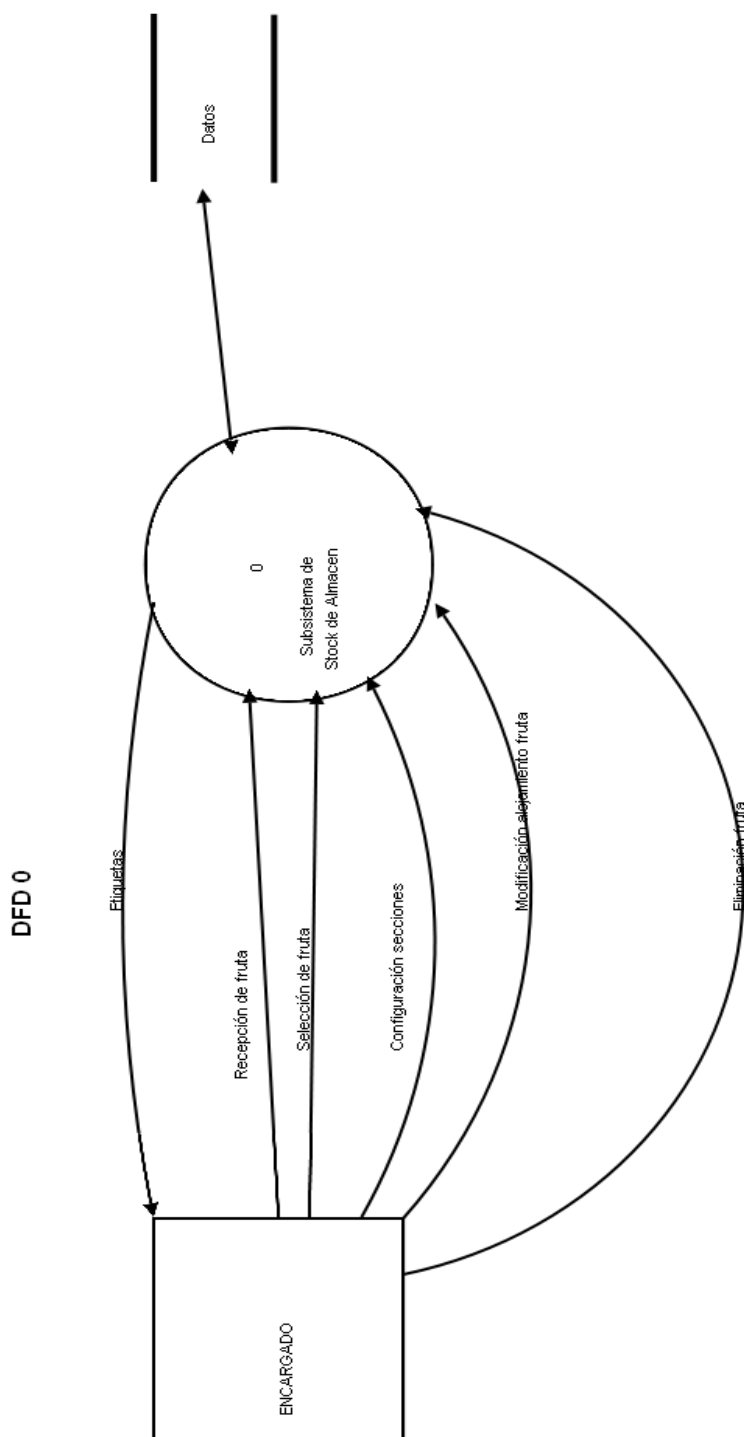 DFD 0
Etiquetas
Recepción de fruta
Selección de fruta
Configuración secciones
Modificación alojamiento fruta
Eliminación fruta
ENCARGADO
0
Subsistema de
Stock de Almacen
Datos